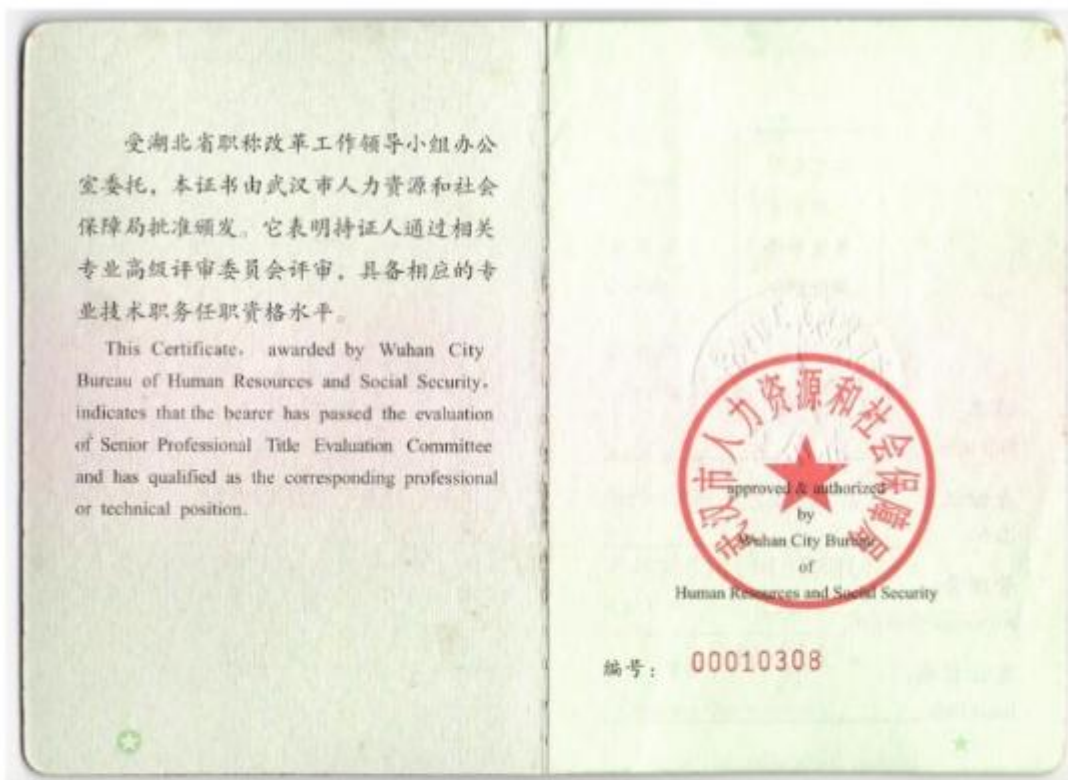 受湖北省职称改革工作领导小组办公
室委托，本证书由武汉市人力资源和社会
保障局批准颁发。它表明持证人通过相关
专业高级评审委员会评审，具备相应的专
业技术职务任职资格水平。
This Certificate, awarded by Wuhan City
Bureau of Human Resources and Social Security,
indicates that the bearer has passed the evaluation
of Senior Professional Title Evaluation Committee
and has qualified as the corresponding professional
or technical position.
武汉市人力资源和社会保障局
approved & authorized
by
Wuhan City Bureau
of
Human Resources and Social Security
编号： 00010308